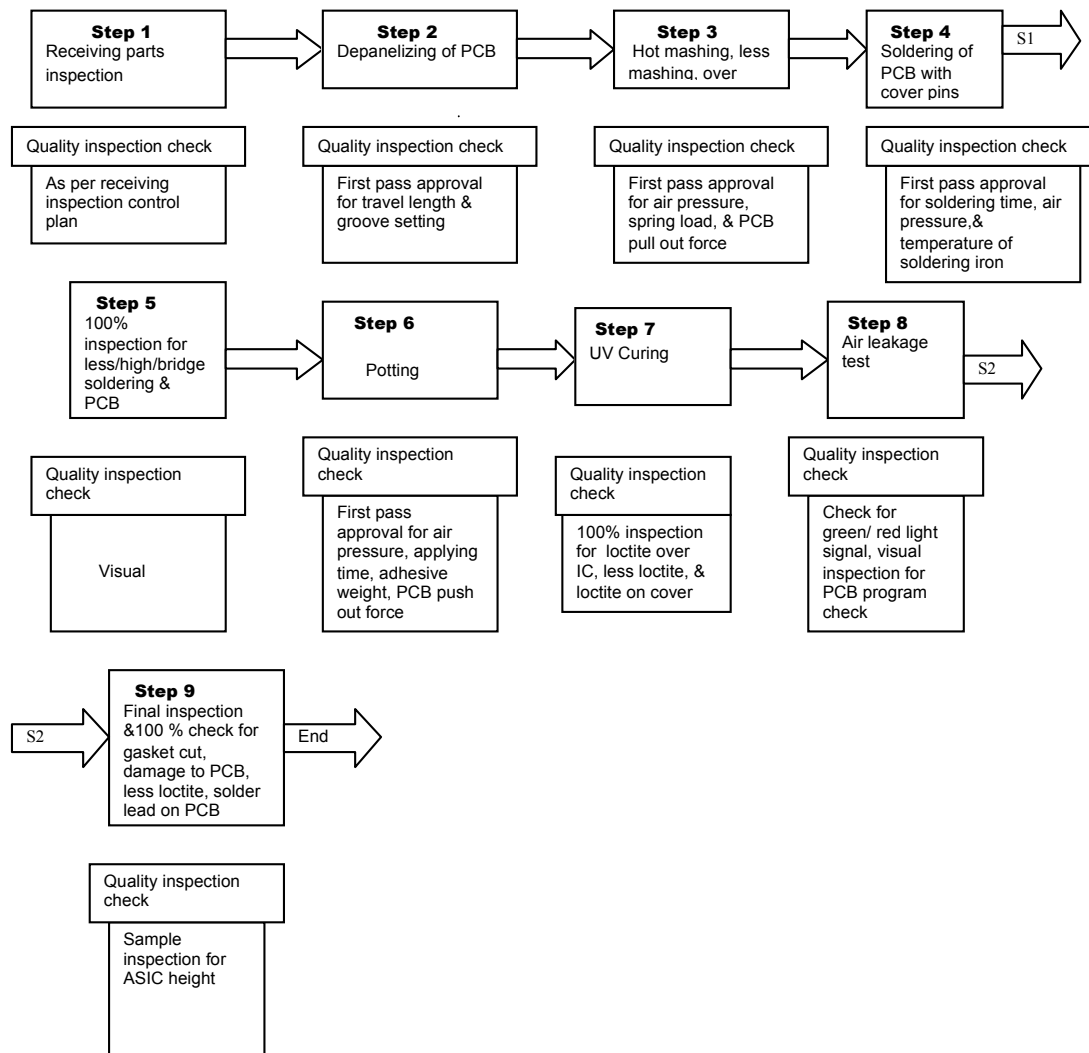 Step 1
Receiving parts
inspection
Step 2
Depanelizing of PCB
Step 3
Hot mashing, less
mashing, over
Step 4
Soldering of
PCB with
cover pins
S1
Quality inspection check
As per receiving
inspection control
plan
Quality inspection check
First pass approval
for travel length &
groove setting
Quality inspection check
First pass approval
for air pressure,
spring load, & PCB
pull out force
Quality inspection check
First pass approval
for soldering time, air
pressure,&
temperature of
soldering iron
Step 5
100%
inspection for
less/high/bridge
soldering &
PCB
Step 6
Potting
Step 7
UV Curing
Step 8
Air leakage
test
S2
Quality inspection
check
Visual
Quality inspection
check
First pass
approval for air
pressure, applying
time, adhesive
weight, PCB push
out force
Quality inspection
check
100% inspection
for loctite over
IC, less loctite, &
loctite on cover
Quality inspection
check
Check for
green/ red light
signal, visual
inspection for
PCB program
check
S2
Step 9
Final inspection
&100 % check for
gasket cut,
damage to PCB,
less loctite, solder
lead on PCB
End
Quality inspection
check
Sample
inspection for
ASIC height